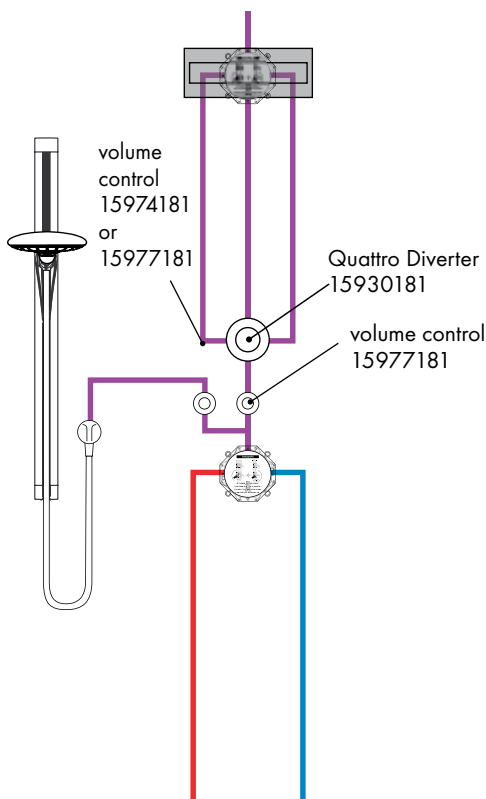 volume
control
15974181
or
15977181
Quattro Diverter
15930181
volume control
15977181